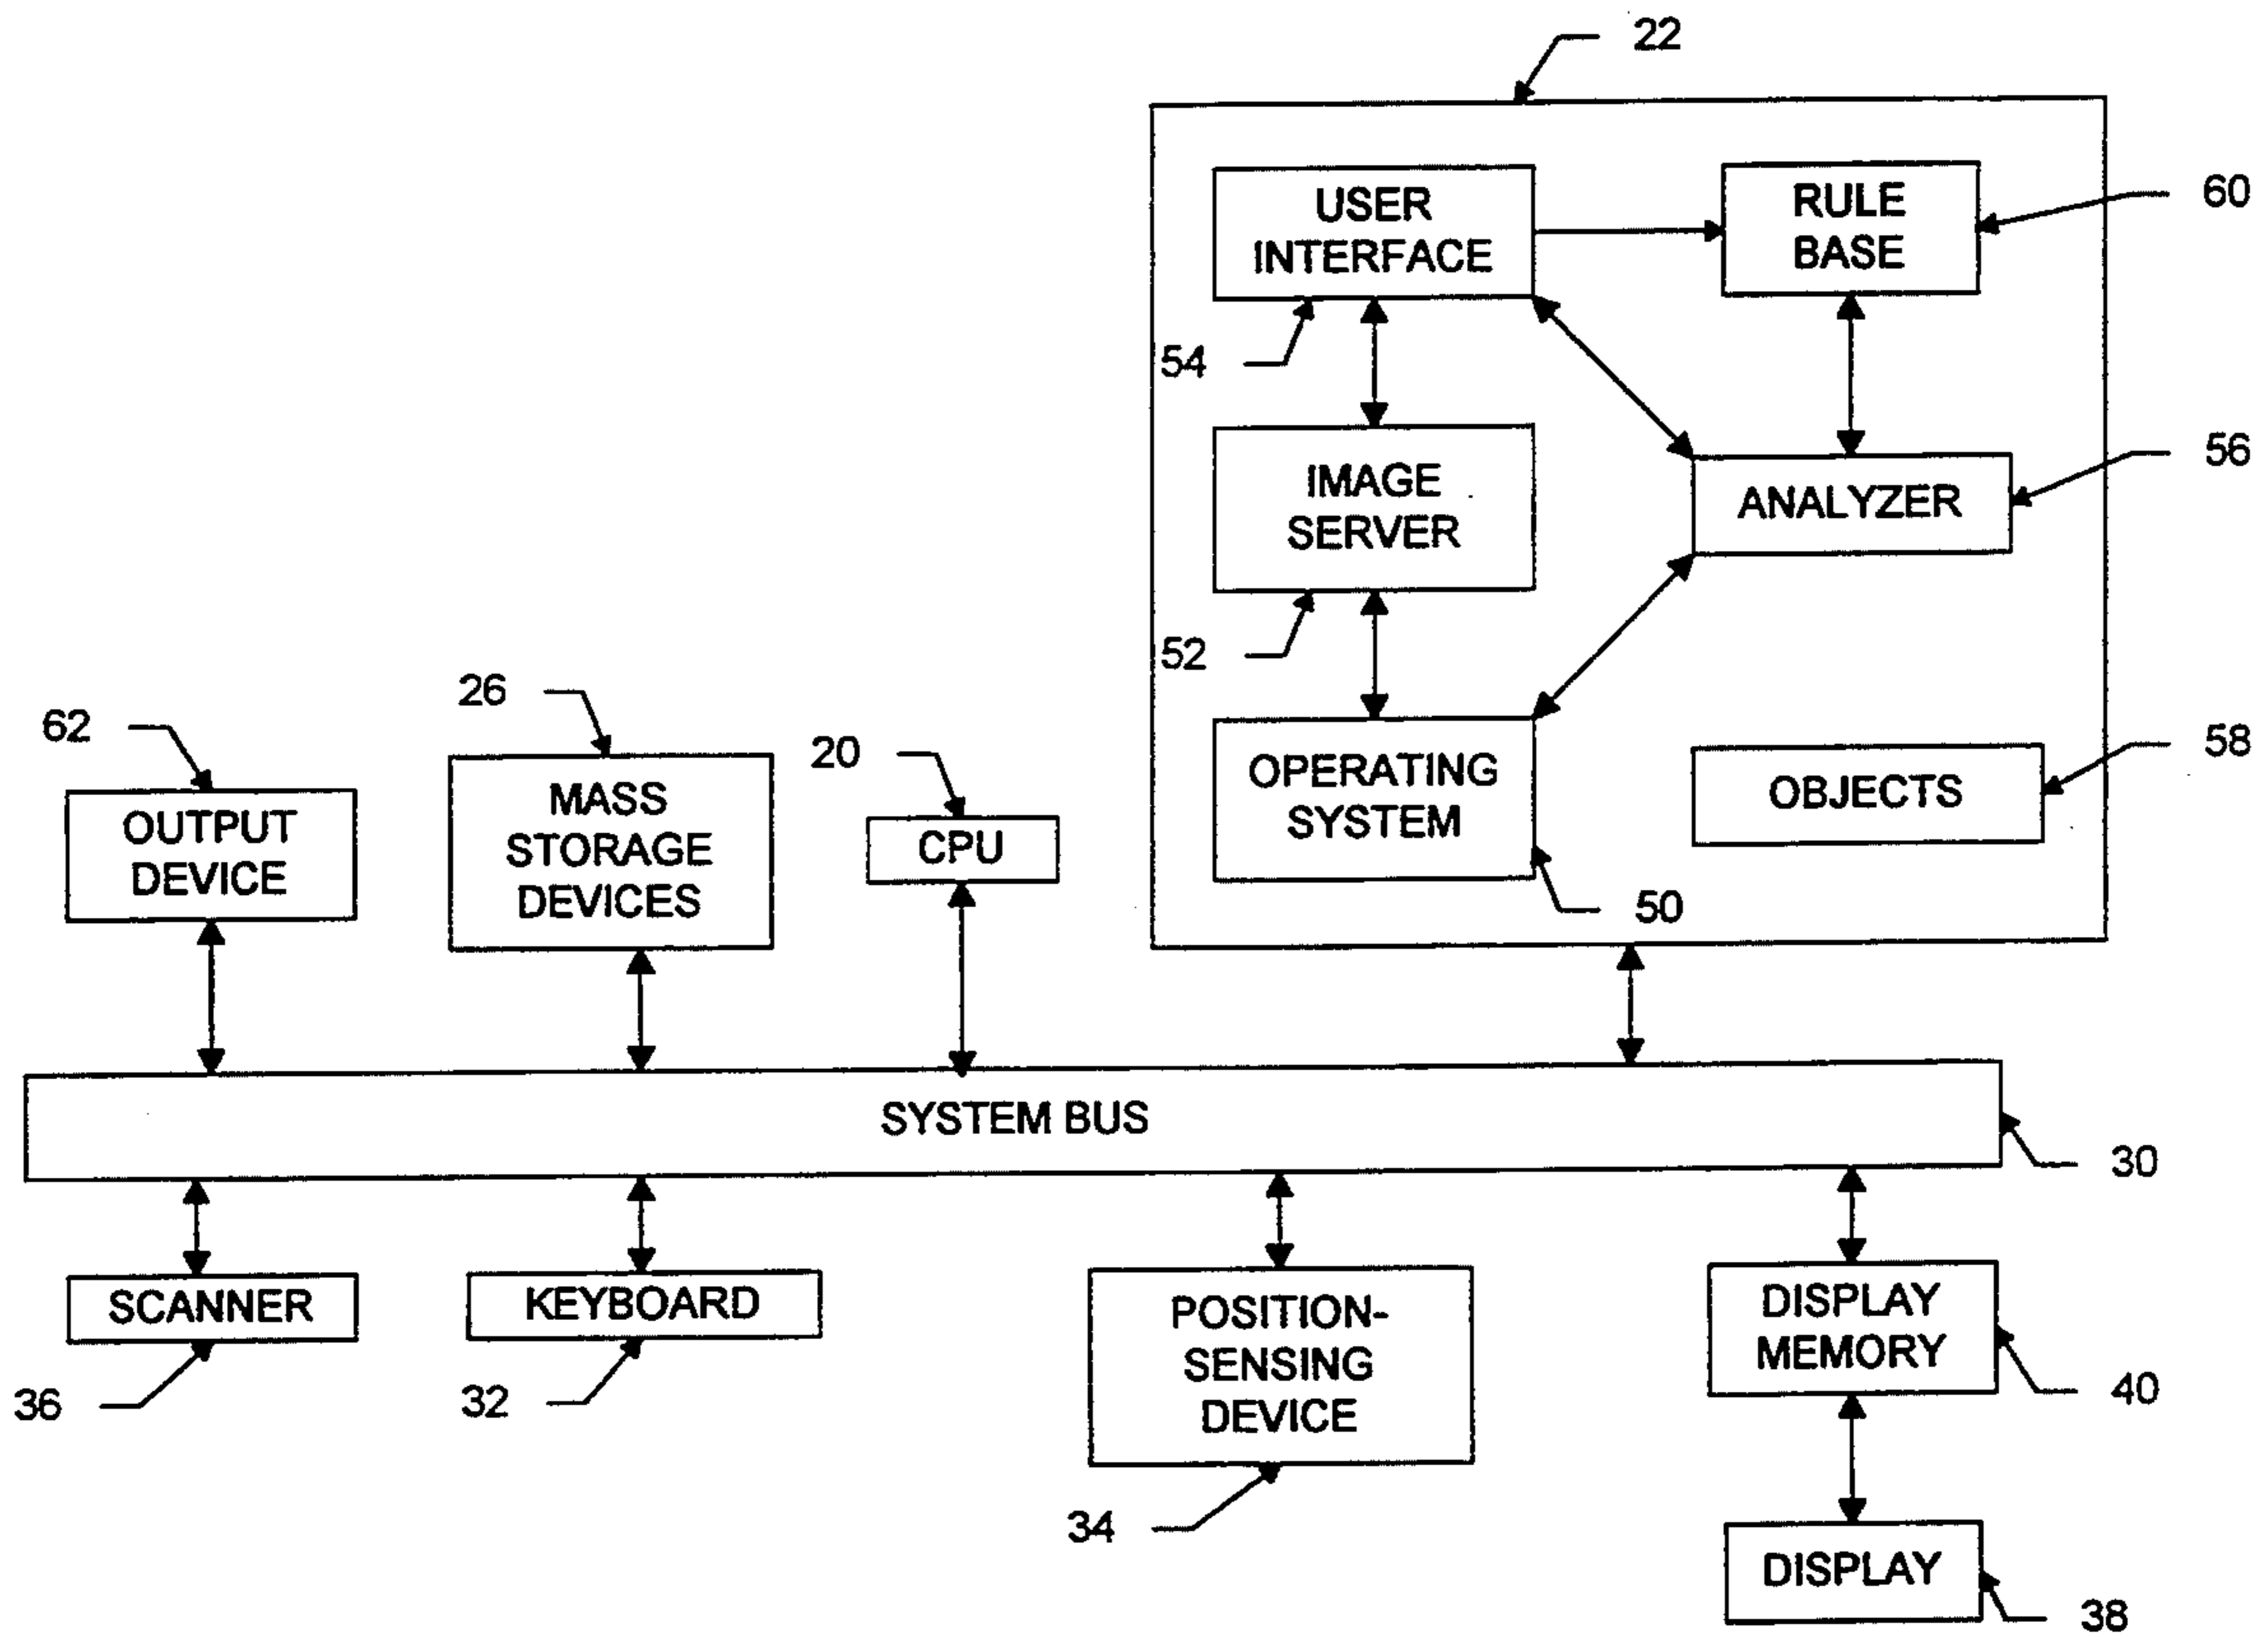 22
USER
INTERFACE
RULE
BASE
60
54
IMAGE
SERVER
ANALYZER
56
52
OPERATING
SYSTEM
OBJECTS
58
50
62
OUTPUT
DEVICE
26
MASS
STORAGE
DEVICES
20
CPU
SYSTEM BUS
30
SCANNER
36
KEYBOARD
32
POSITION-
SENSING
DEVICE
34
DISPLAY
MEMORY
40
DISPLAY
38